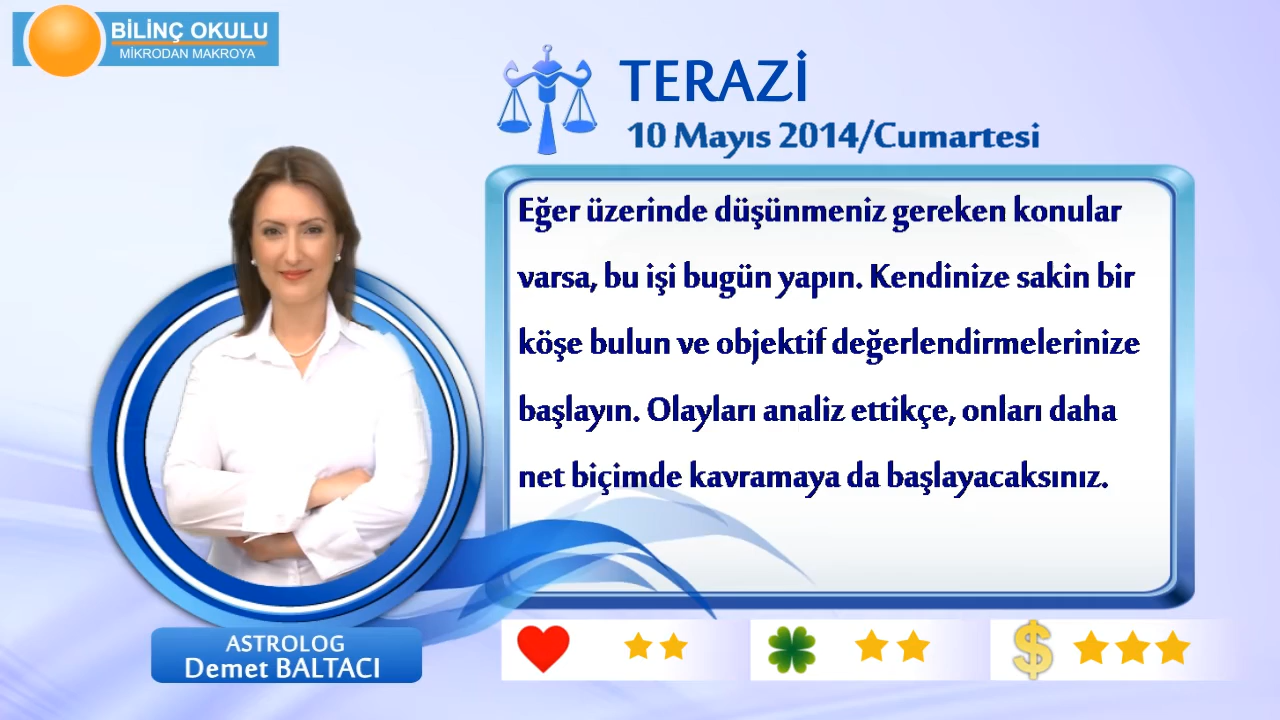 BİLİNÇ OKULU
MİKRODAN MAKROYA
TERAZİ
10 Mayıs 2014/Cumartesi
Eğer üzerinde düşünmeniz gereken konular
varsa, bu işi bugün yapın. Kendinize sakin bir
köşe bulun ve objektif değerlendirmelerinize
başlayın. Olayları analiz ettikçe, onları daha
net biçimde kavramaya da başlayacaksınız.
ASTROLOG
Demet BALTACI
$